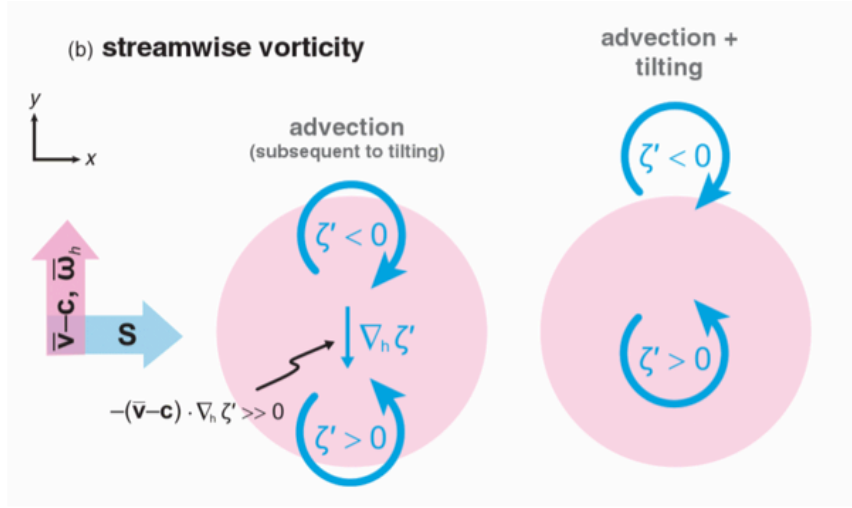 (b) streamwise vorticity
advection +
tilting
y
x
advection
(subsequent to tilting)
ζ′ < 0
ζ′ < 0
v̅–c, ω̅ₕ
S
∇ₕ ζ′
ζ′ > 0
–(v̅–c) · ∇ₕ ζ′ >> 0
ζ′ > 0